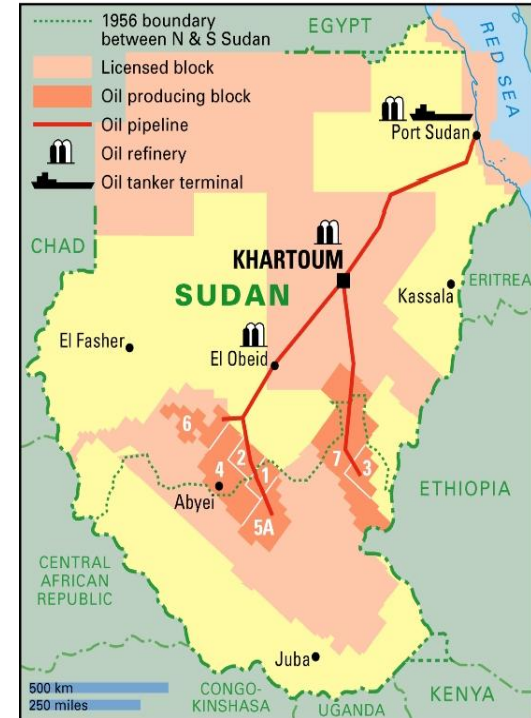 1956 boundary
between N & S Sudan
Licensed block
Oil producing block
Oil pipeline
Oil refinery
Oil tanker terminal
EGYPT
RED SEA
Port Sudan
CHAD
KHARTOUM
SUDAN
ERITREA
Kassala
El Fasher
El Obeid
6
4
2
1
7
3
5A
Abyei
ETHIOPIA
CENTRAL
AFRICAN
REPUBLIC
Juba
500 km
250 miles
CONGO-
KINSHASA
UGANDA
KENYA